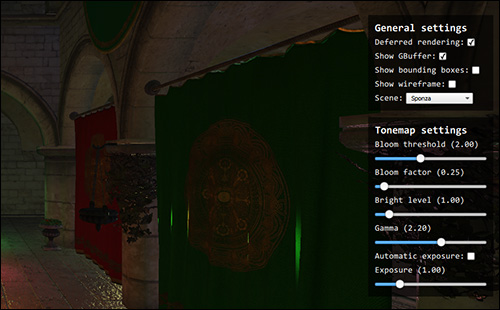 General settings
Deferred rendering:
Show GBuffer:
Show bounding boxes:
Show wireframe:
Scene: Sponza
Tonemap settings
Bloom threshold (2.00)
Bloom factor (0.25)
Bright level (1.00)
Gamma (2.20)
Automatic exposure:
Exposure (1.00)